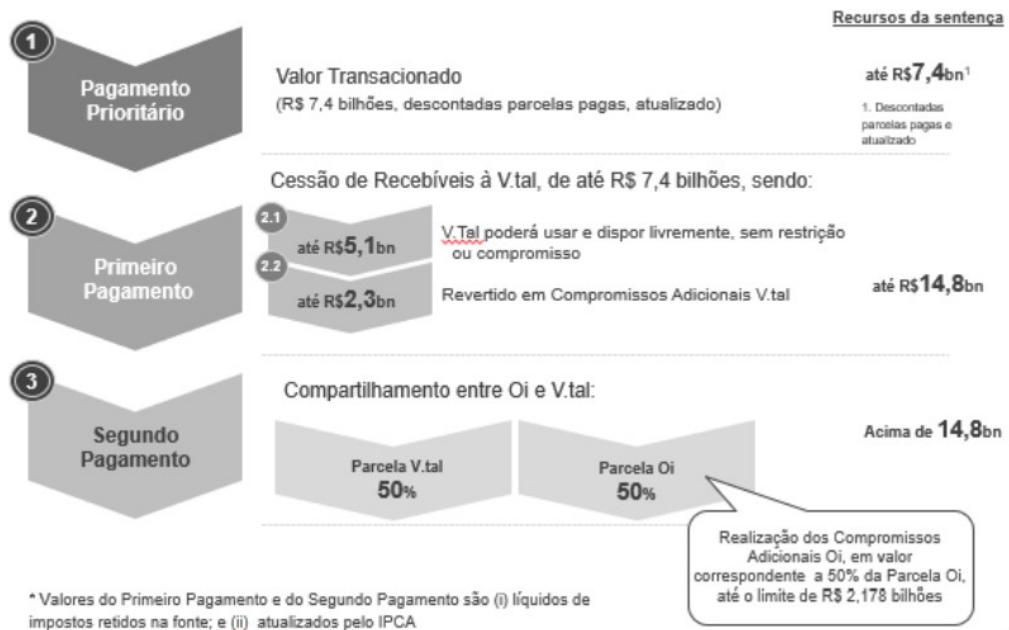 Recursos da sentença
1
Pagamento
Prioritário
Valor Transacionado
(R$ 7,4 bilhões, descontadas parcelas pagas, atualizado)
até R$7,4bn¹
1. Descontadas
parcelas pagas e
atualizado
Cessão de Recebíveis à V.tal, de até R$ 7,4 bilhões, sendo:
2
Primeiro
Pagamento
2.1
até R$5,1bn
V.Tal poderá usar e dispor livremente, sem restrição
ou compromisso
2.2
até R$2,3bn
Revertido em Compromissos Adicionais V.tal
até R$14,8bn
3
Segundo
Pagamento
Compartilhamento entre Oi e V.tal:
Parcela V.tal
50%
Parcela Oi
50%
Acima de 14,8bn
Realização dos Compromissos
Adicionais Oi, em valor
correspondente a 50% da Parcela Oi,
até o limite de R$ 2,178 bilhões
* Valores do Primeiro Pagamento e do Segundo Pagamento são (i) líquidos de
impostos retidos na fonte; e (ii) atualizados pelo IPCA